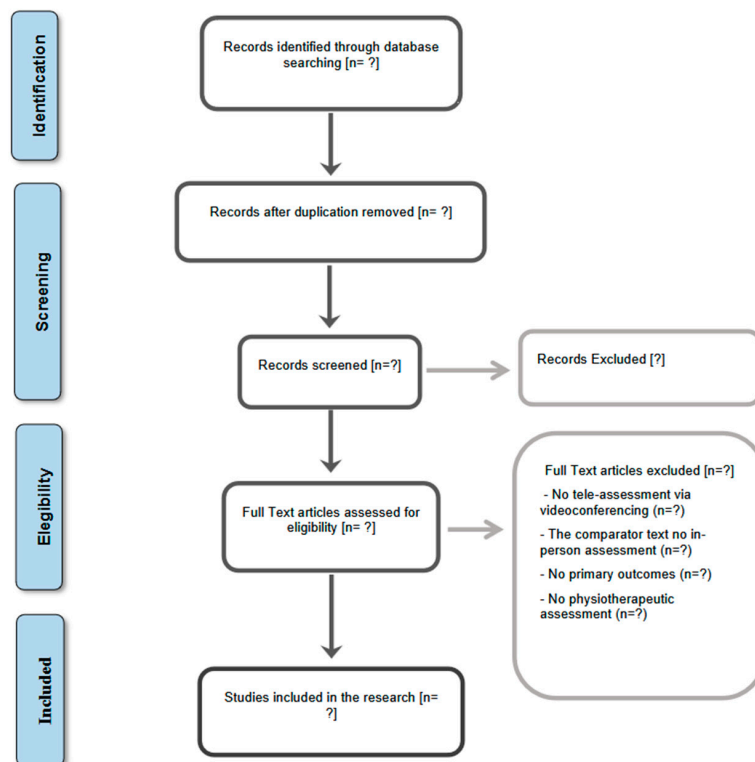 Identification
Records identified through database
searching [n= ?]
Screening
Records after duplication removed [n= ?]
Records screened [n=?]
Records Excluded [?]
Elegibility
Full Text articles assessed for
eligibility [n= ?]
Full Text articles excluded [n=?]
- No tele-assessment via
videoconferencing (n=?)
- The comparator text no in-
person assessment (n=?)
- No primary outcomes (n=?)
- No physiotherapeutic
assessment (n=?)
Included
Studies included in the research [n=
?]